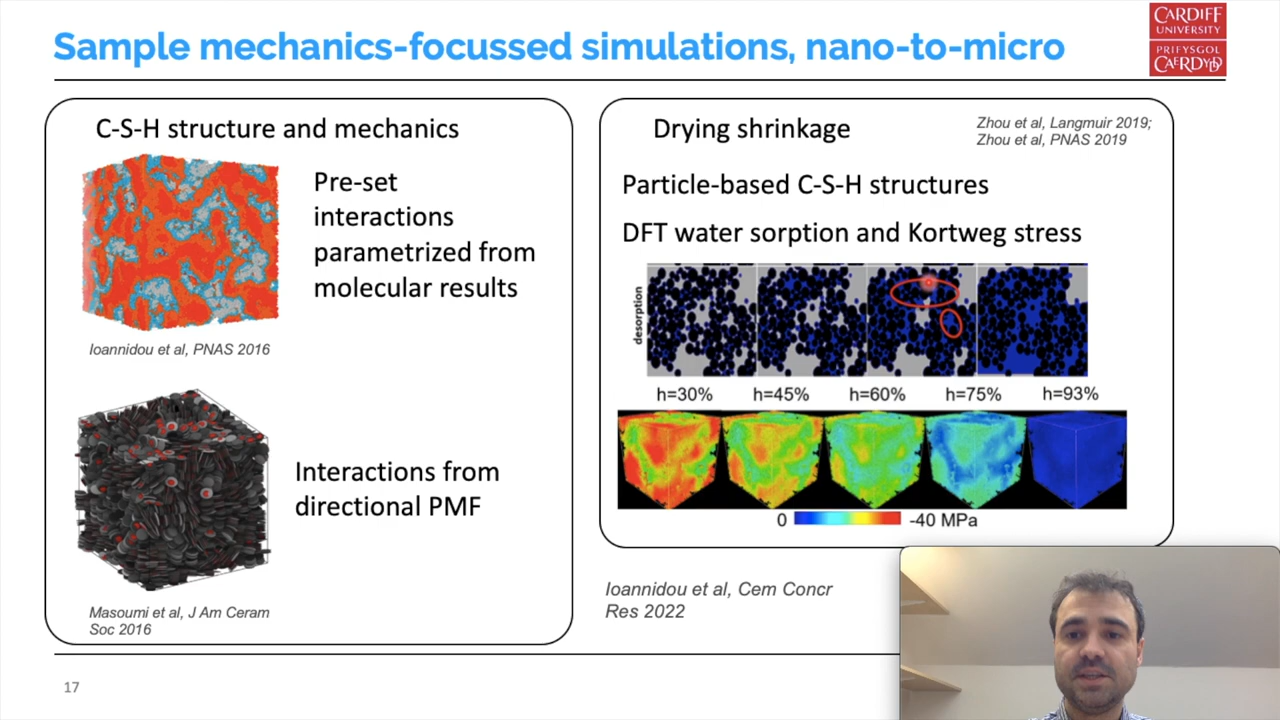 Sample mechanics-focussed simulations, nano-to-micro
CARDIFF
UNIVERSITY
PRIFYSGOL
CAERDYDD
C-S-H structure and mechanics
Pre-set
interactions
parametrized from
molecular results
Ioannidou et al, PNAS 2016
Interactions from
directional PMF
Masoumi et al, J Am Ceram
Soc 2016
Drying shrinkage
Zhou et al, Langmuir 2019;
Zhou et al, PNAS 2019
Particle-based C-S-H structures
DFT water sorption and Kortweg stress
desorption
h=30% h=45% h=60% h=75% h=93%
0 -40 MPa
Ioannidou et al, Cem Concr
Res 2022
17